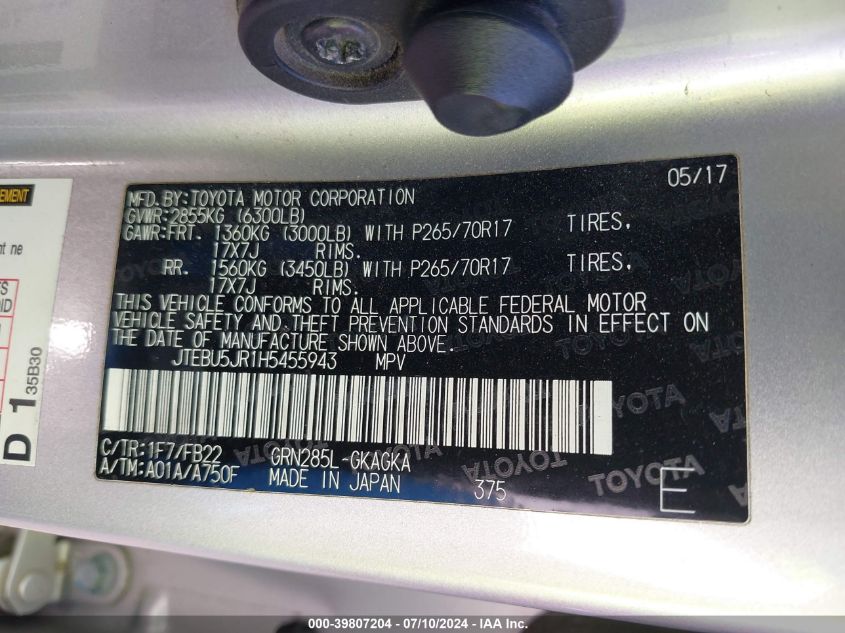 05/17
MFD.BY:TOYOTA MOTOR CORPORATION
GVWR:2855KG (6300LB)
GAWR:FRT. 1360KG (3000LB) WITH P265/70R17 TIRES,
17X7J RIMS.
RR. 1560KG (3450LB) WITH P265/70R17 TIRES,
17X7J RIMS.
THIS VEHICLE CONFORMS TO ALL APPLICABLE FEDERAL MOTOR
VEHICLE SAFETY AND THEFT PREVENTION STANDARDS IN EFFECT ON
THE DATE OF MANUFACTURE SHOWN ABOVE.
JTEBU5JR1H5455943 MPV
C/TR:1F7/FB22 GRN285L-GKAGKA
A/TM:A01A/A750F MADE IN JAPAN 375
E
TOYOTA
TOYOTA
D 1 35B30
000-39807204 - 07/10/2024 - IAA Inc.